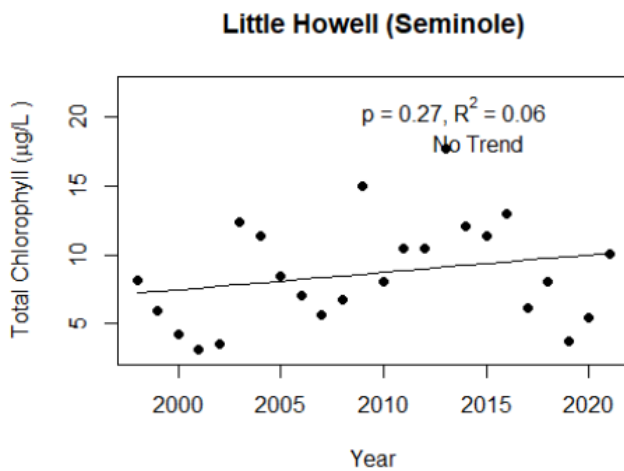 Little Howell (Seminole)
p = 0.27, R² = 0.06
No Trend
Total Chlorophyll (µg/L )
20
15
10
5
2000 2005 2010 2015 2020
Year